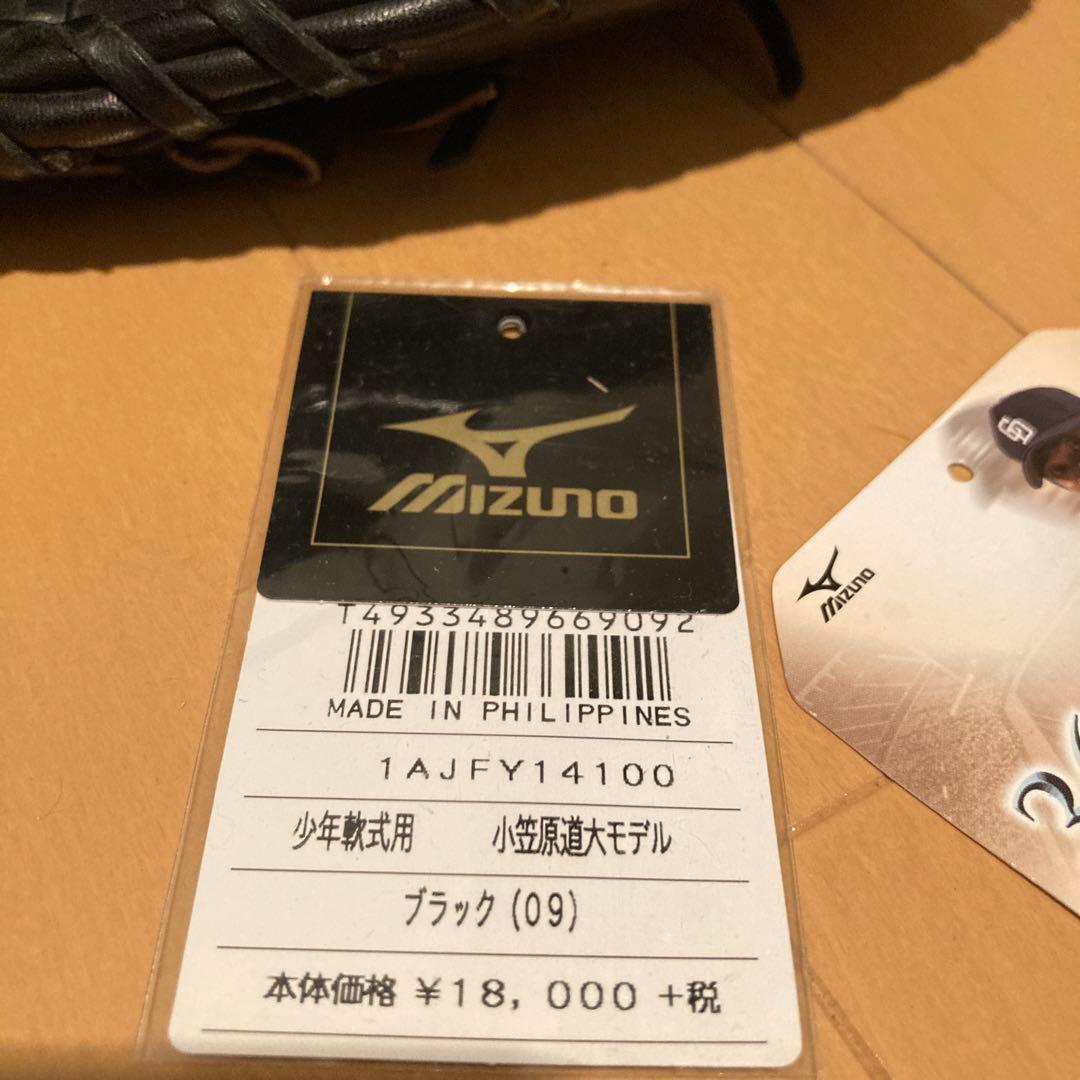 MIZUNO
T4933489669092
MADE IN PHILIPPINES
1AJFY14100
少年軟式用 小笠原道大モデル
ブラック(09)
本体価格 ¥18,000 +税
MIZUNO